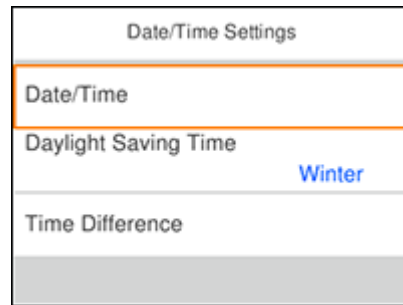 Date/Time Settings
Date/Time
Daylight Saving Time
Winter
Time Difference